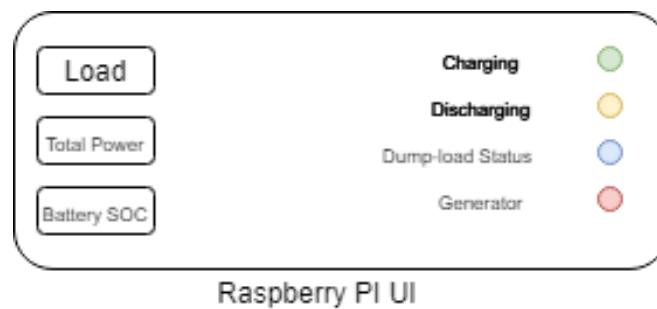 Load
Total Power
Battery SOC
Charging
Discharging
Dump-load Status
Generator
Raspberry PI UI